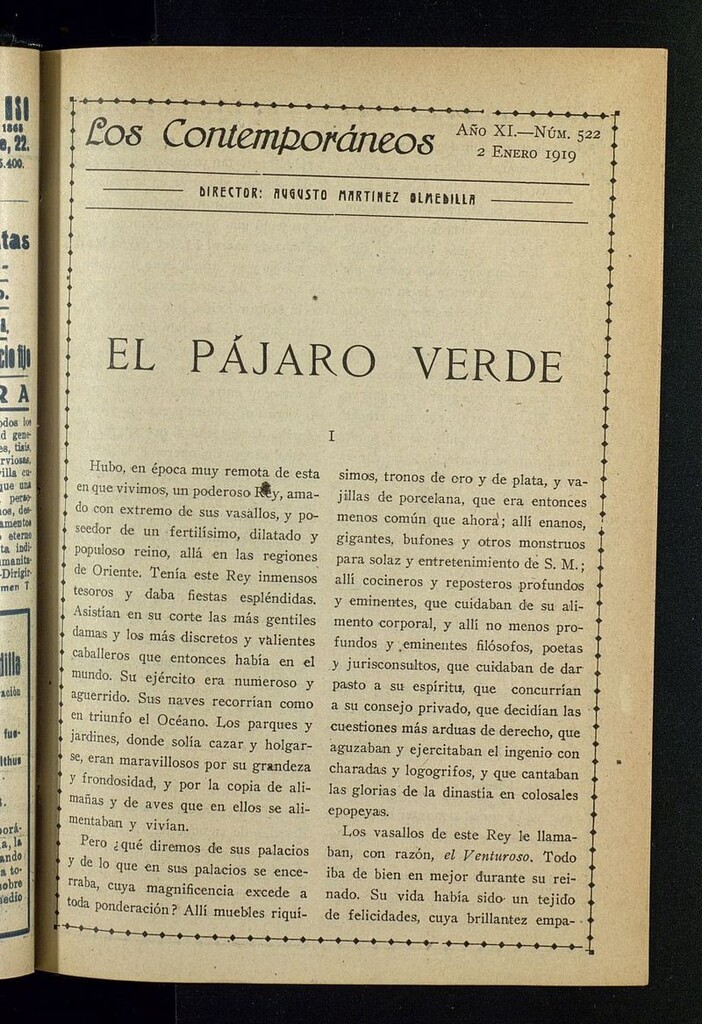 Los Contemporáneos
Año XI.—Núm. 522
2 Enero 1919
DIRECTOR: AUGUSTO MARTINEZ OLMEDILLA
EL PÁJARO VERDE
I
Hubo, en época muy remota de esta
en que vivimos, un poderoso Rey, ama-
do con extremo de sus vasallos, y po-
seedor de un fertilísimo, dilatado y
populoso reino, allá en las regiones
de Oriente. Tenía este Rey inmensos
tesoros y daba fiestas espléndidas.
Asistían en su corte las más gentiles
damas y los más discretos y valientes
caballeros que entonces había en el
mundo. Su ejército era numeroso y
aguerrido. Sus naves recorrían como
en triunfo el Océano. Los parques y
jardines, donde solía cazar y holgar-
se, eran maravillosos por su grandeza
y frondosidad, y por la copia de ali-
mañas y de aves que en ellos se ali-
mentaban y vivían.
Pero ¿qué diremos de sus palacios
y de lo que en sus palacios se ence-
rraba, cuya magnificencia excede a
toda ponderación? Allí muebles riquí-
simos, tronos de oro y de plata, y va-
jillas de porcelana, que era entonces
menos común que ahora; allí enanos,
gigantes, bufones y otros monstruos
para solaz y entretenimiento de S. M.;
allí cocineros y reposteros profundos
y eminentes, que cuidaban de su ali-
mento corporal, y allí no menos pro-
fundos y eminentes filósofos, poetas
y jurisconsultos, que cuidaban de dar
pasto a su espíritu, que concurrían
a su consejo privado, que decidían las
cuestiones más arduas de derecho, que
aguzaban y ejercitaban el ingenio con
charadas y logogrifos, y que cantaban
las glorias de la dinastía en colosales
epopeyas.
Los vasallos de este Rey le llama-
ban, con razón, el Venturoso. Todo
iba de bien en mejor durante su rei-
nado. Su vida había sido un tejido
de felicidades, cuya brillantez empa-